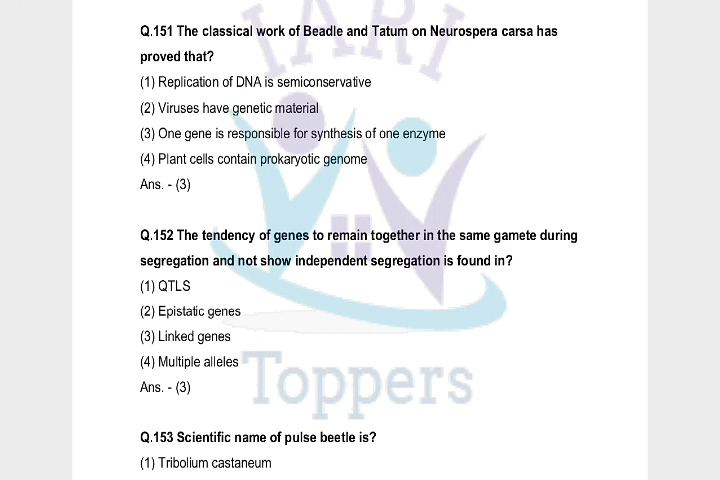 IARI
Q.151 The classical work of Beadle and Tatum on Neurospera carsa has
proved that?
(1) Replication of DNA is semiconservative
(2) Viruses have genetic material
(3) One gene is responsible for synthesis of one enzyme
(4) Plant cells contain prokaryotic genome
Ans. - (3)
Q.152 The tendency of genes to remain together in the same gamete during
segregation and not show independent segregation is found in?
(1) QTLS
(2) Epistatic genes
(3) Linked genes
(4) Multiple alleles
Ans. - (3)
Toppers
Q.153 Scientific name of pulse beetle is?
(1) Tribolium castaneum